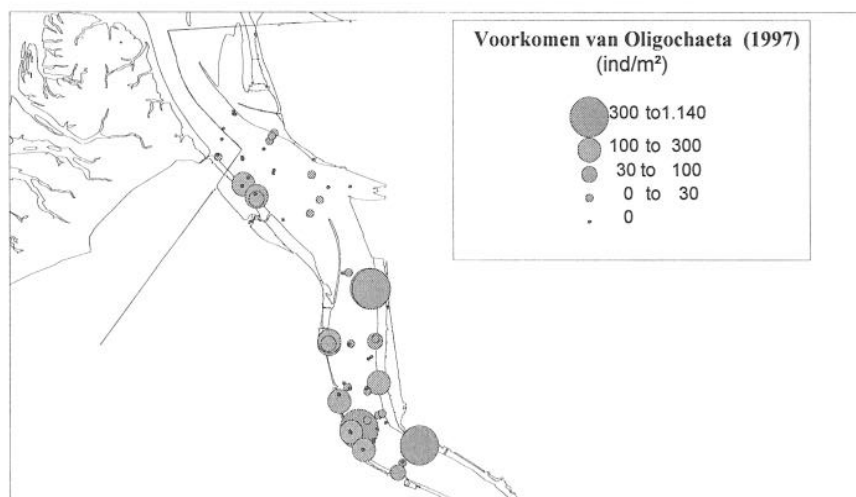 Voorkomen van Oligochaeta (1997)
(ind/m²)
300 to1.140
100 to 300
30 to 100
0 to 30
0